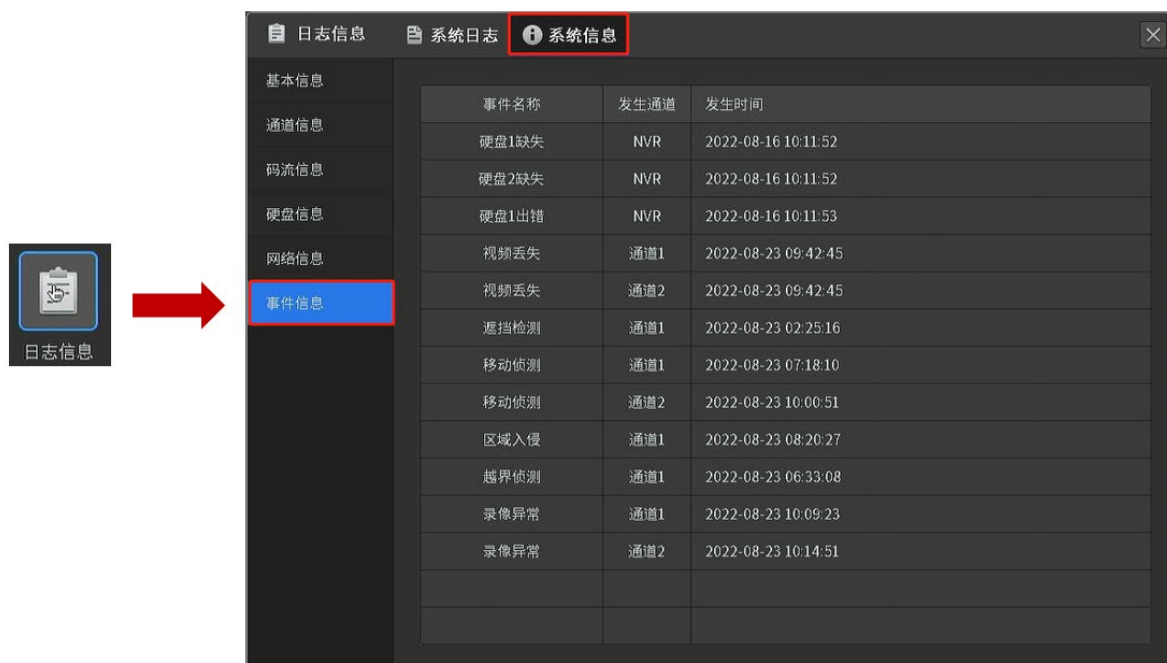 日志信息 系统日志 系统信息
基本信息
通道信息
码流信息
硬盘信息
网络信息
事件信息
日志信息
事件名称 发生通道 发生时间
硬盘1缺失 NVR 2022-08-16 10:11:52
硬盘2缺失 NVR 2022-08-16 10:11:52
硬盘1出错 NVR 2022-08-16 10:11:53
视频丢失 通道1 2022-08-23 09:42:45
视频丢失 通道2 2022-08-23 09:42:45
遮挡检测 通道1 2022-08-23 02:25:16
移动侦测 通道1 2022-08-23 07:18:10
移动侦测 通道2 2022-08-23 10:00:51
区域入侵 通道1 2022-08-23 08:20:27
越界侦测 通道1 2022-08-23 06:33:08
录像异常 通道1 2022-08-23 10:09:23
录像异常 通道2 2022-08-23 10:14:51